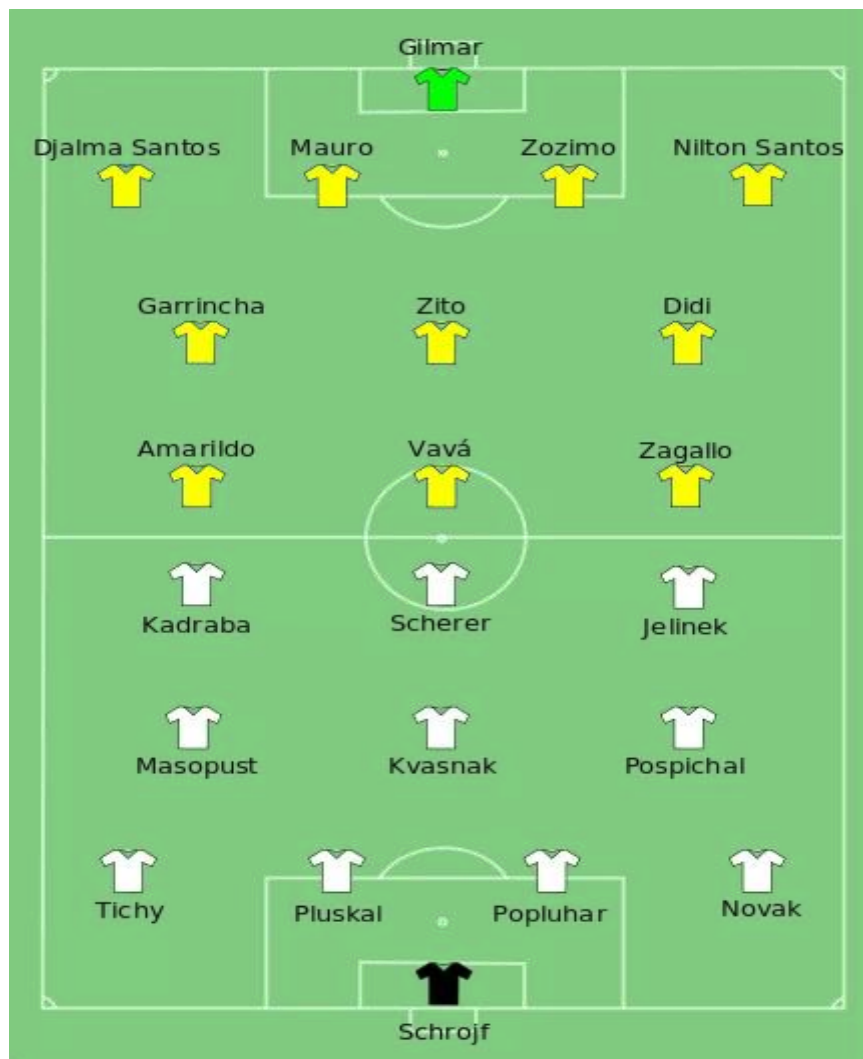 Gilmar
Djalma Santos Mauro Zozimo Nilton Santos
Garrincha Zito Didi
Amarildo Vavá Zagallo
Kadraba Scherer Jelinek
Masopust Kvasnak Pospichal
Tichy Pluskal Popluhar Novak
Schrojf